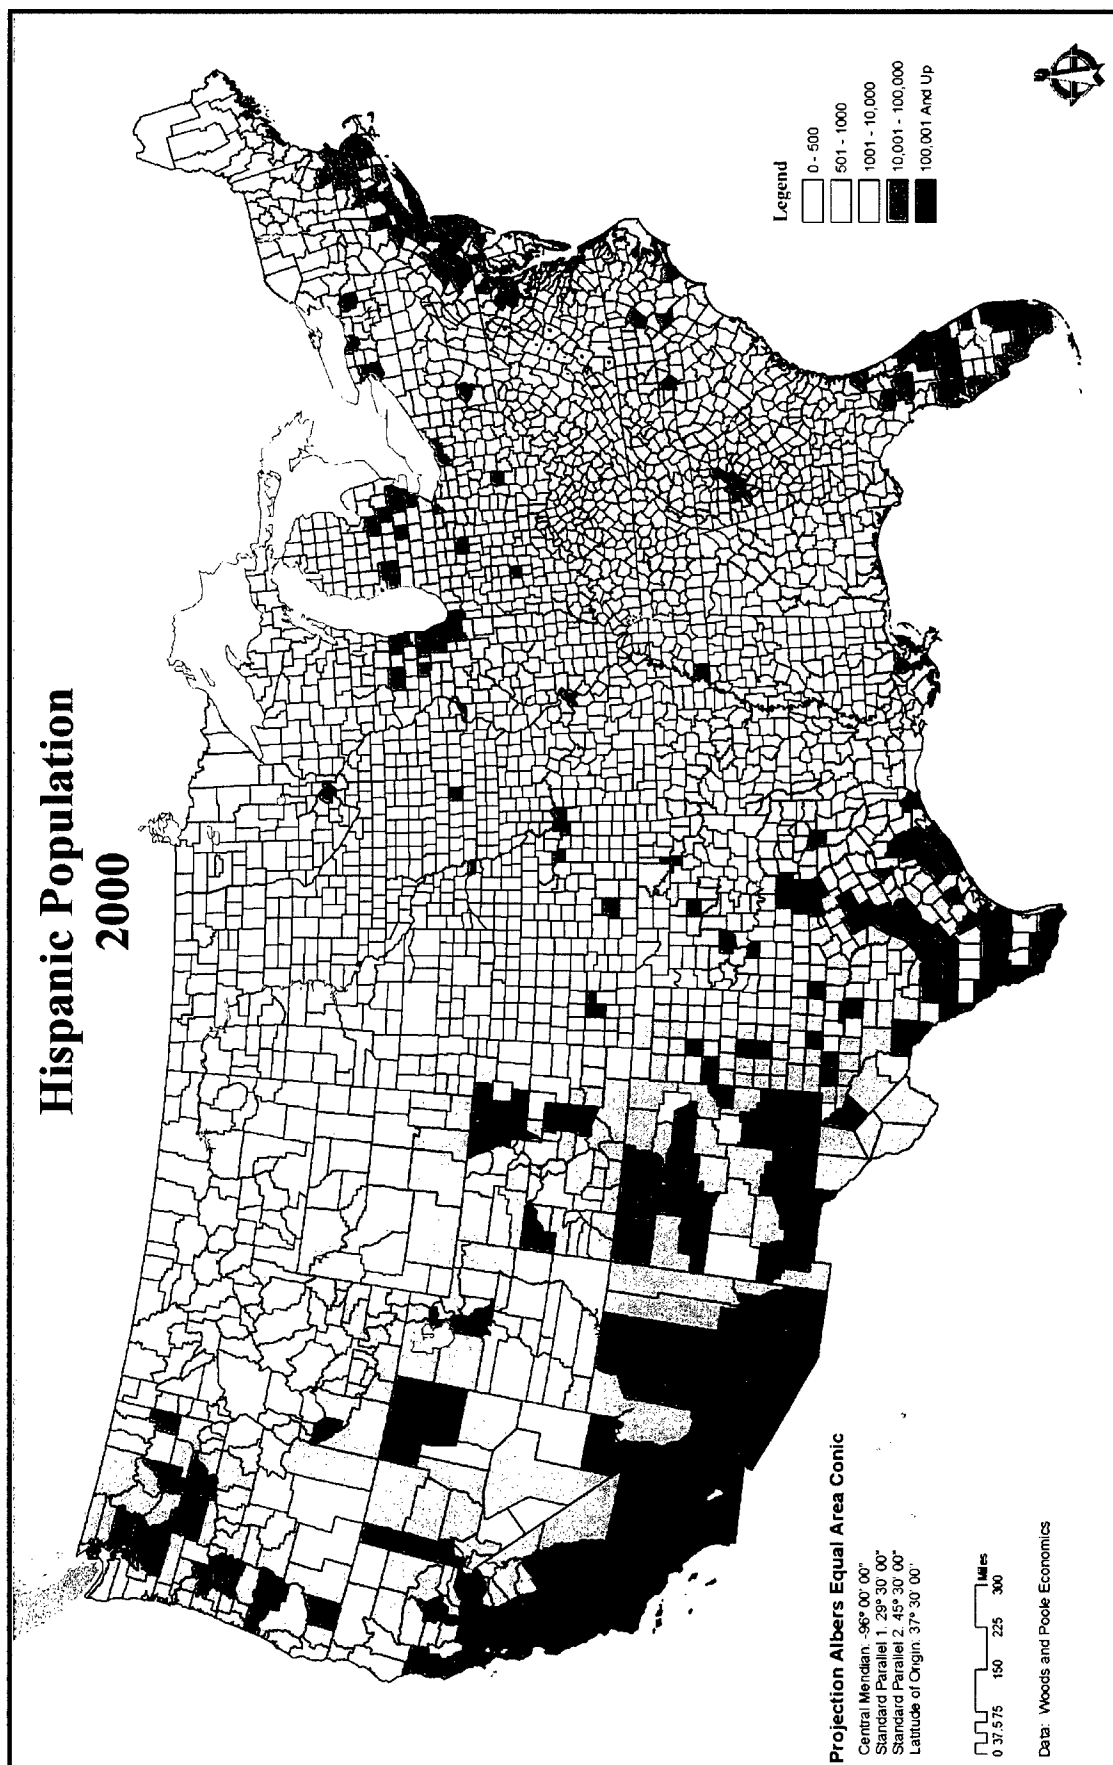 Hispanic Population
2000
Legend
0 - 500
501 - 1000
1001 - 10,000
10,001 - 100,000
100,001 And Up
Projection Albers Equal Area Conic
Central Meridian: -96° 00' 00"
Standard Parallel 1: 29° 30' 00"
Standard Parallel 2: 45° 30' 00"
Latitude of Origin: 37° 30' 00"
Miles
0 37.5 75 150 225 300
Data: Woods and Poole Economics